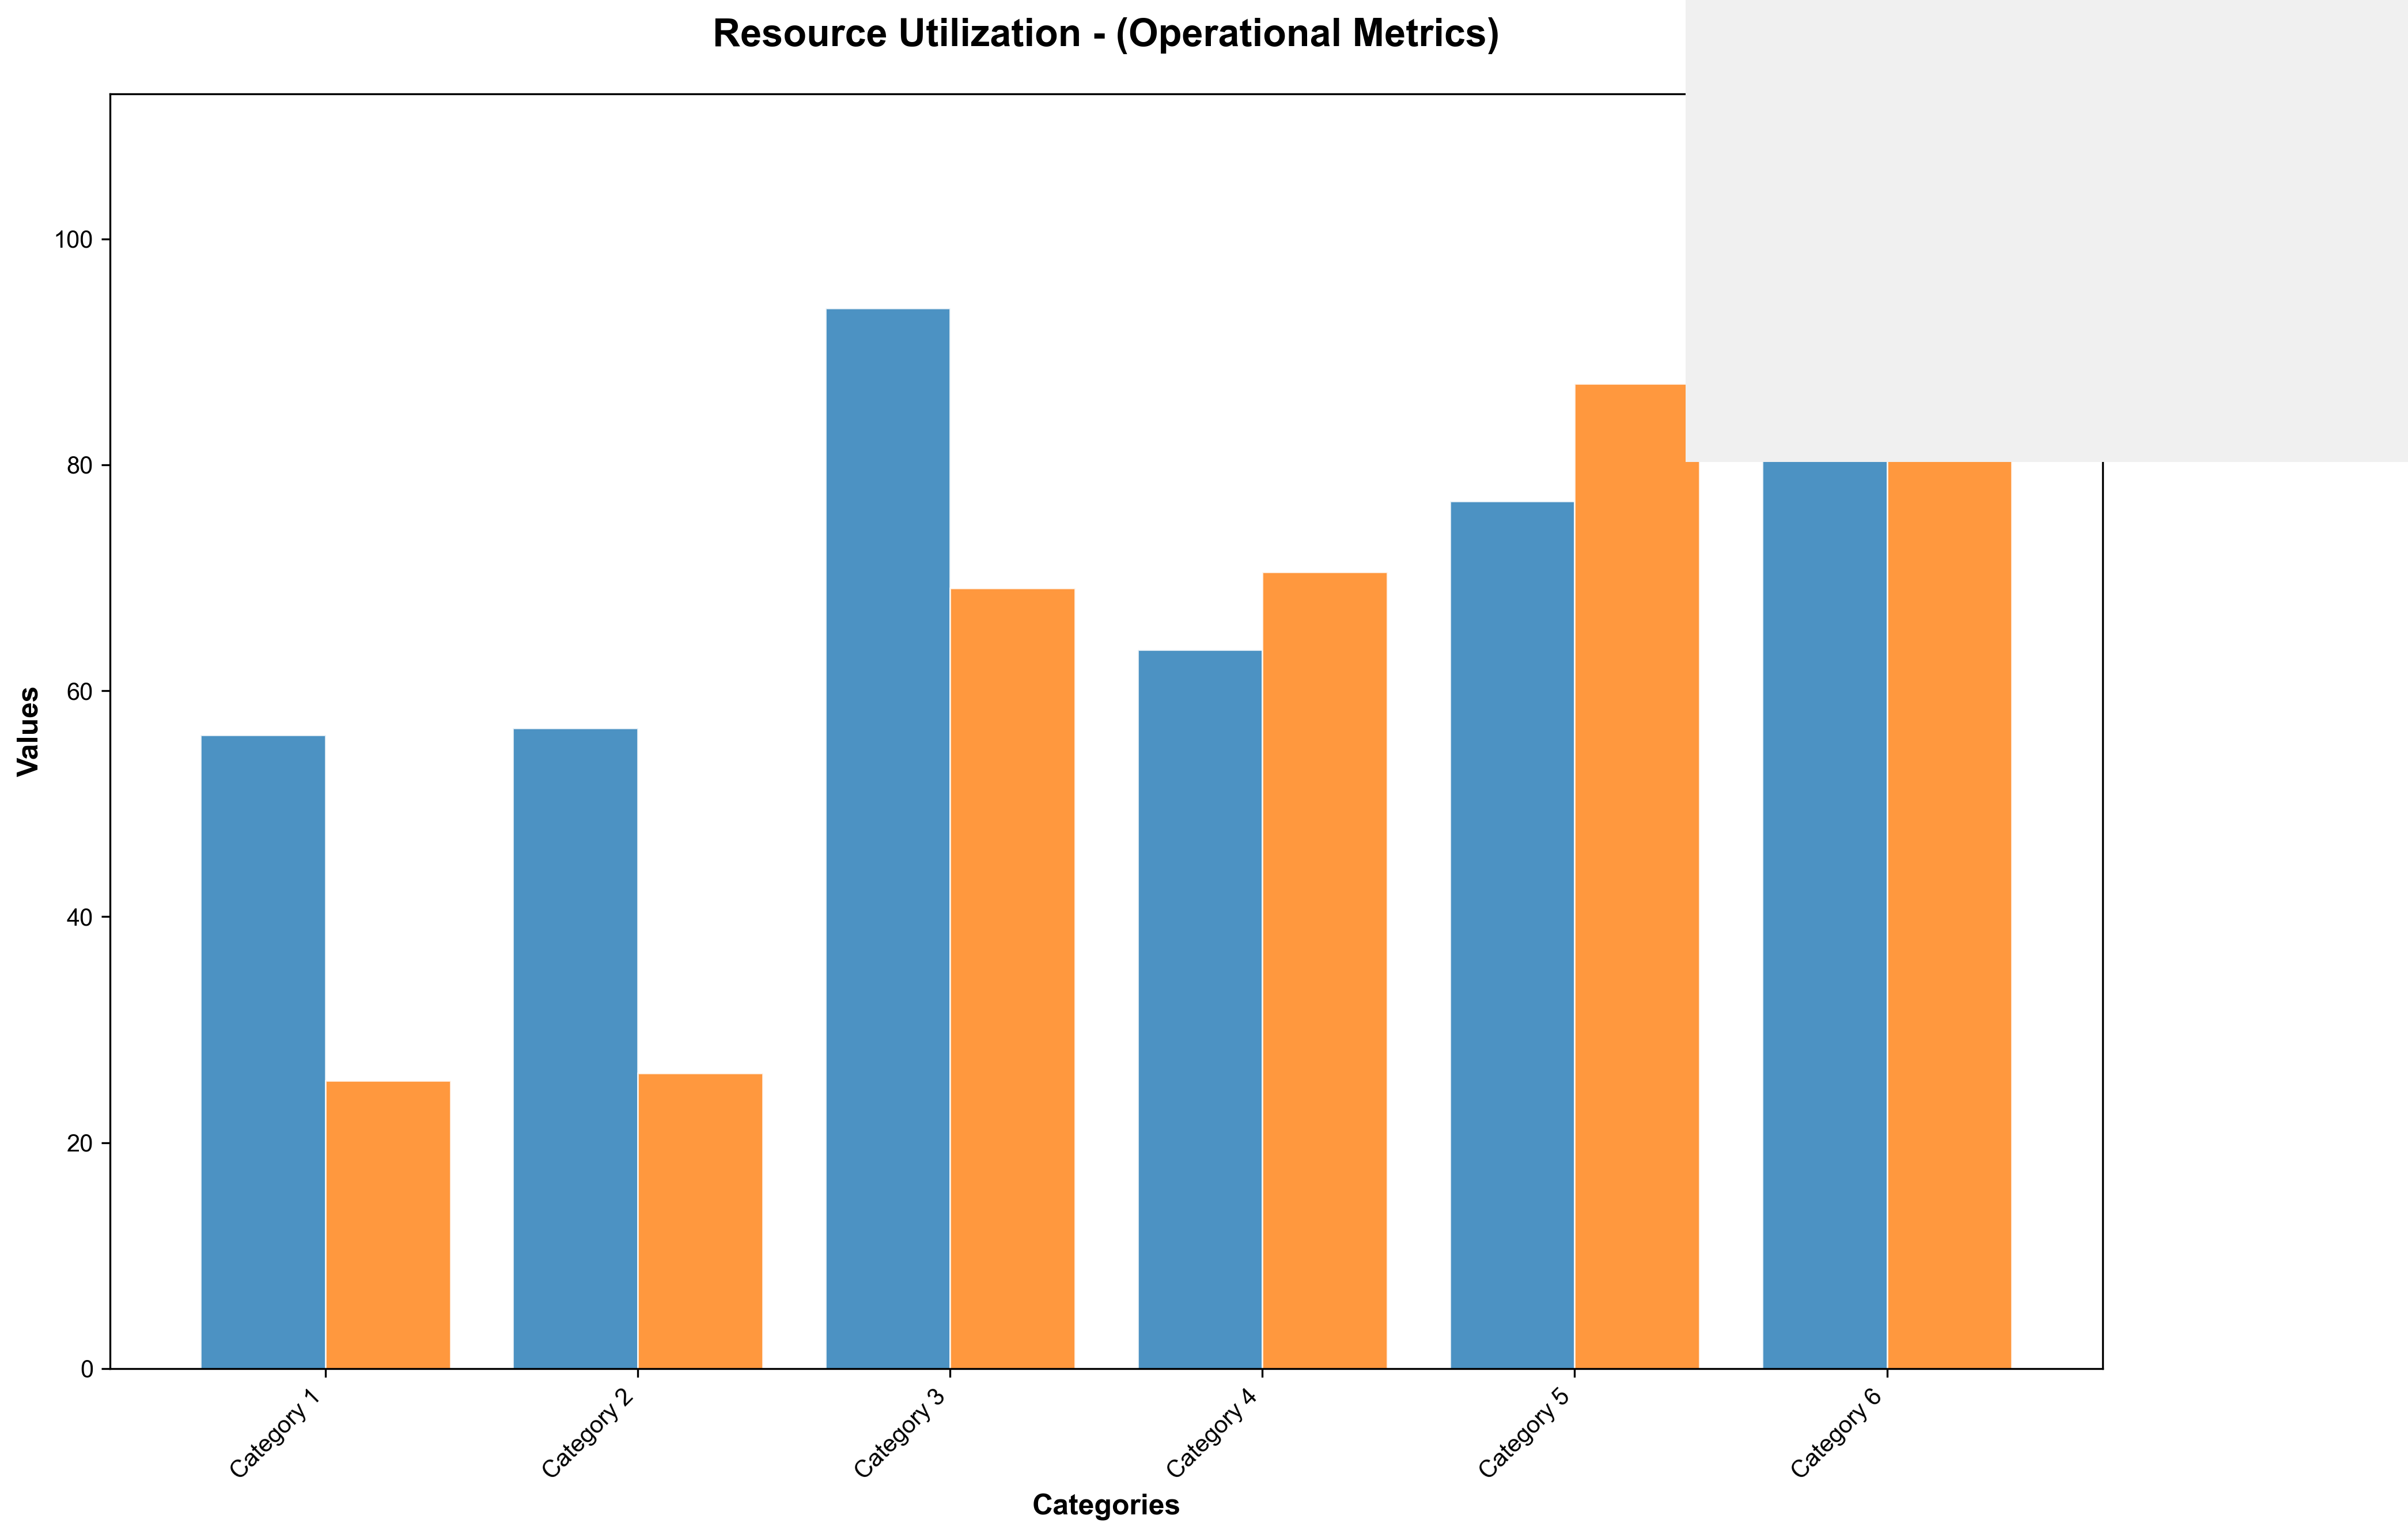 Resource Utilization - (Operational Metrics)
100
80
60
40
20
0
Values
Category 1
Category 2
Category 3
Category 4
Category 5
Category 6
Categories